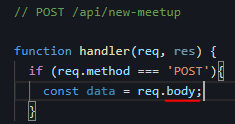 // POST /api/new-meetup
function handler(req, res) {
if (req.method === 'POST'){
const data = req.body;
}